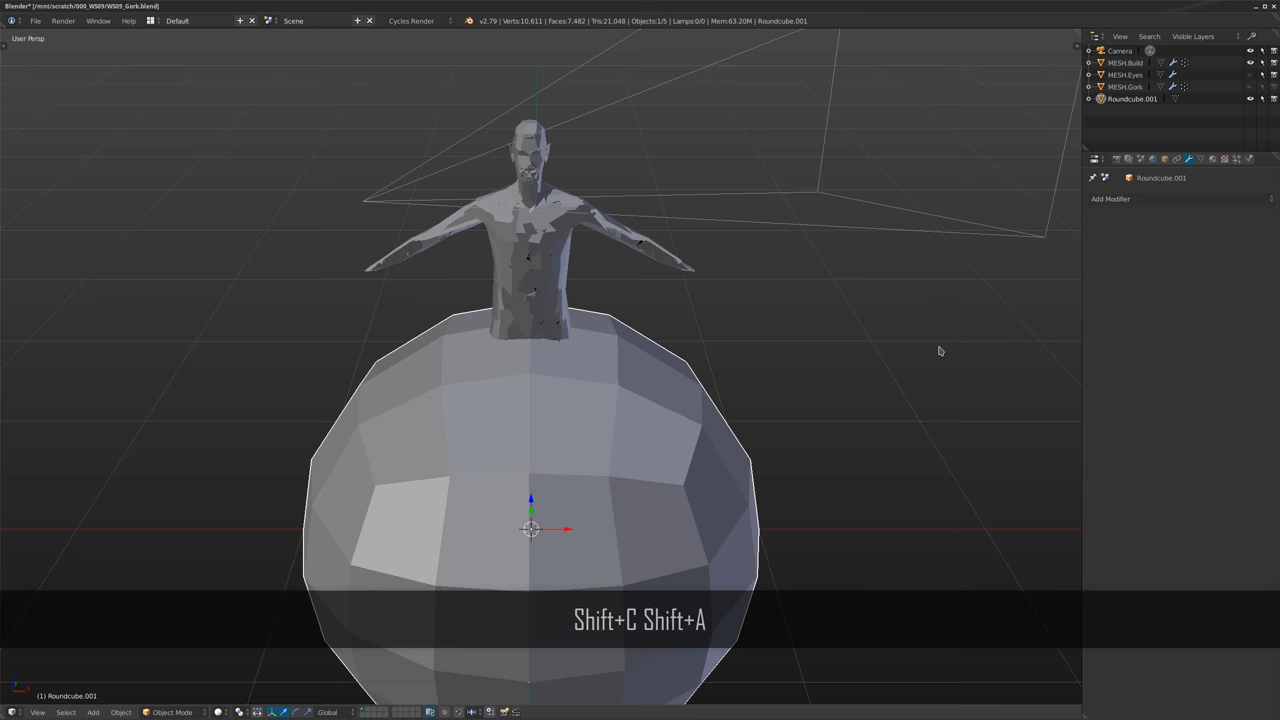 Blender* [/mnt/scratch/000_WS09/WS09_Gork.blend]
File Render Window Help Default Scene Cycles Render v2.79 | Verts:10,611 | Faces:7,482 | Tris:21,048 | Objects:1/5 | Lamps:0/0 | Mem:63.20M | Roundcube.001
User Persp
View Search Visible Layers
Camera
MESH.Build
MESH.Eyes
MESH.Gork
Roundcube.001
Roundcube.001
Add Modifier
Shift+C Shift+A
(1) Roundcube.001
View Select Add Object Object Mode Global